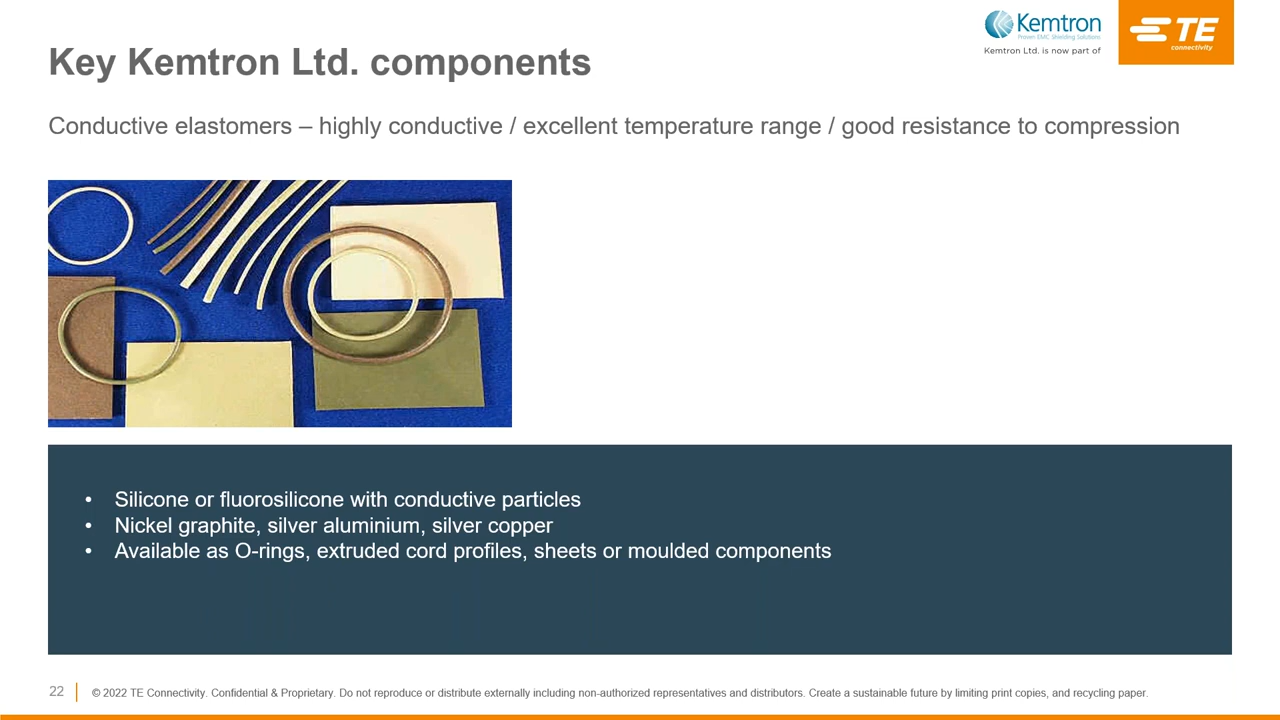 Kemtron
Proven EMC Shielding Solutions
Kemtron Ltd. is now part of
TE
connectivity
Key Kemtron Ltd. components
Conductive elastomers – highly conductive / excellent temperature range / good resistance to compression
• Silicone or fluorosilicone with conductive particles
• Nickel graphite, silver aluminium, silver copper
• Available as O-rings, extruded cord profiles, sheets or moulded components
22
© 2022 TE Connectivity. Confidential & Proprietary. Do not reproduce or distribute externally including non-authorized representatives and distributors. Create a sustainable future by limiting print copies, and recycling paper.